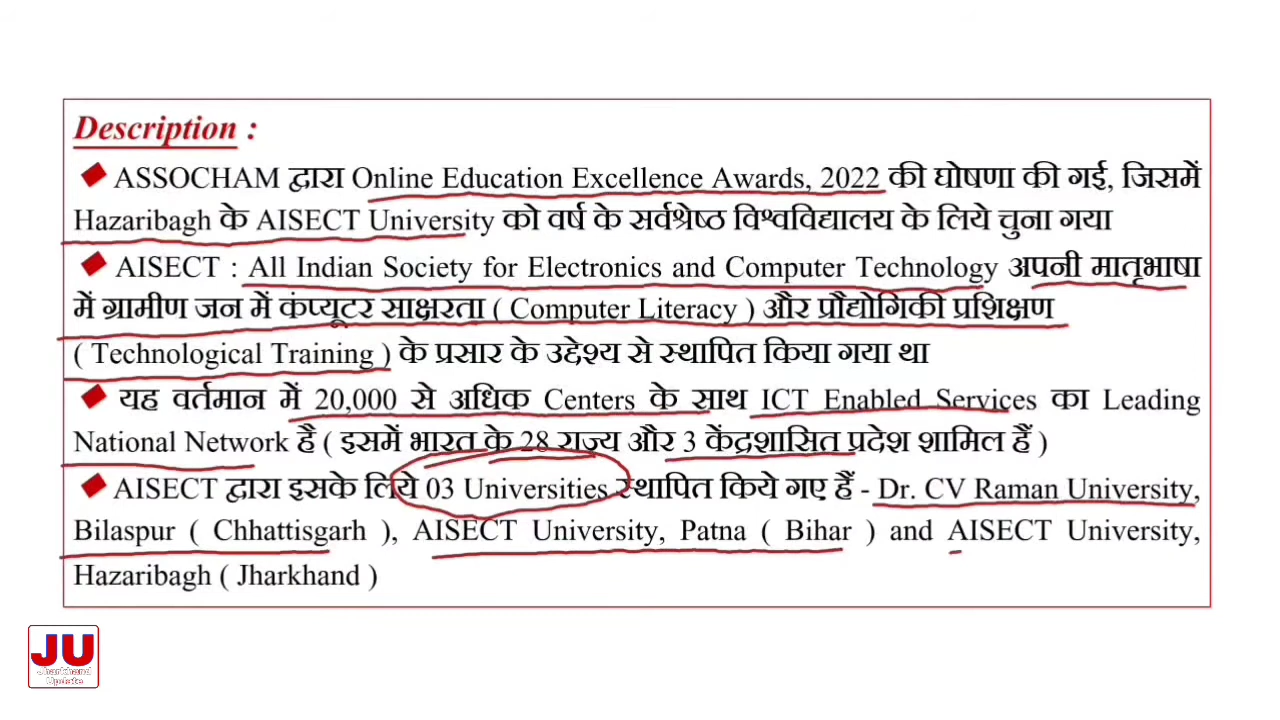 Description :
ASSOCHAM द्वारा Online Education Excellence Awards, 2022 की घोषणा की गई, जिसमें
Hazaribagh के AISECT University को वर्ष के सर्वश्रेष्ठ विश्वविद्यालय के लिये चुना गया
AISECT : All Indian Society for Electronics and Computer Technology अपनी मातृभाषा
में ग्रामीण जन में कंप्यूटर साक्षरता ( Computer Literacy ) और प्रौद्योगिकी प्रशिक्षण
( Technological Training ) के प्रसार के उद्देश्य से स्थापित किया गया था
यह वर्तमान में 20,000 से अधिक Centers के साथ ICT Enabled Services का Leading
National Network है ( इसमें भारत के 28 राज्य और 3 केंद्रशासित प्रदेश शामिल हैं )
AISECT द्वारा इसके लिये 03 Universities स्थापित किये गए हैं - Dr. CV Raman University,
Bilaspur ( Chhattisgarh ), AISECT University, Patna ( Bihar ) and AISECT University,
Hazaribagh ( Jharkhand )
JU
Jharkhand
Update